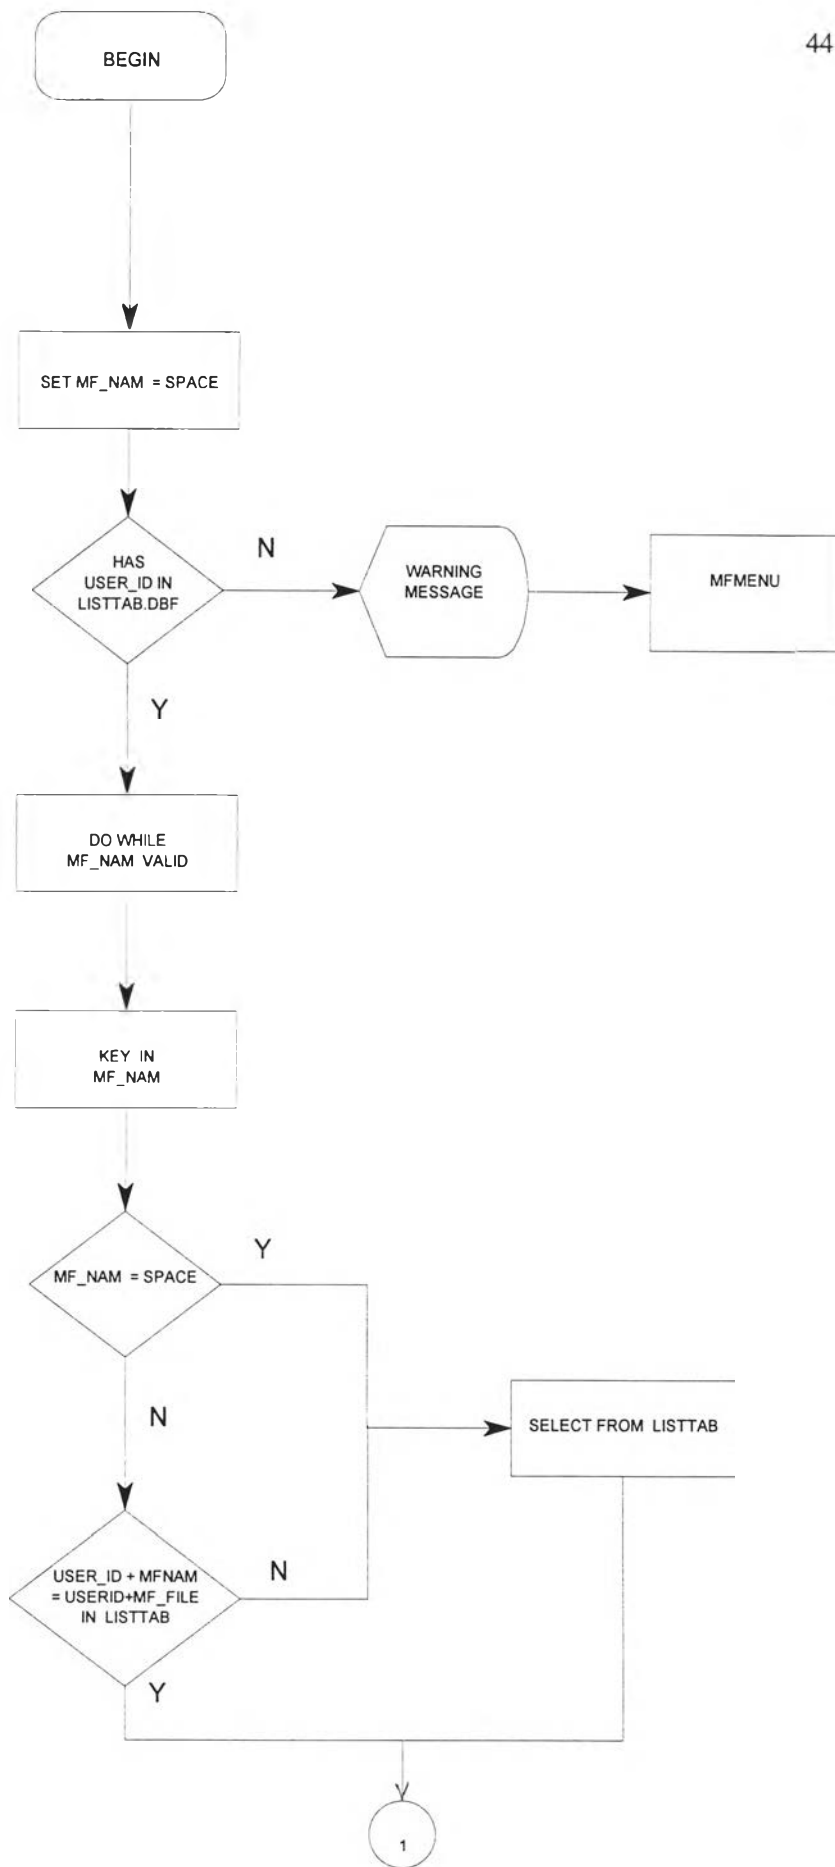 44
BEGIN
SET MF_NAM = SPACE
HAS
USER_ID IN
LISTTAB.DBF
N
WARNING
MESSAGE
MFMENU
Y
DO WHILE
MF_NAM VALID
KEY IN
MF_NAM
MF_NAM = SPACE
Y
N
SELECT FROM LISTTAB
USER_ID + MFNAM
= USERID+MF_FILE
IN LISTTAB
N
Y
1